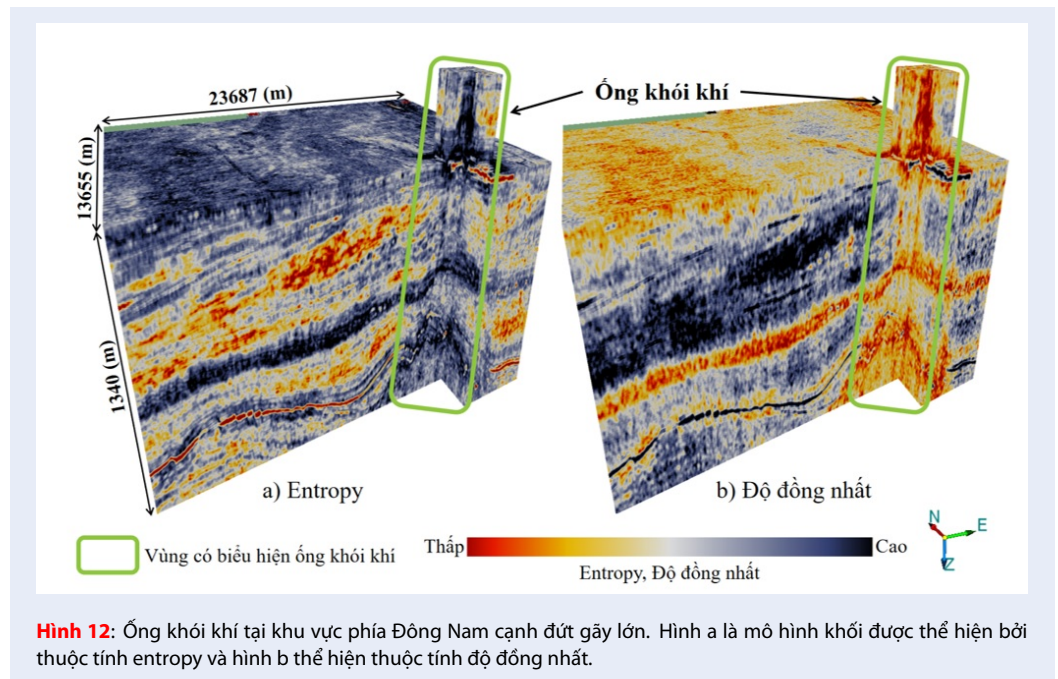 23687 (m)
Ống khói khí
13655 (m)
1340 (m)
a) Entropy
b) Độ đồng nhất
Vùng có biểu hiện ống khói khí
Thấp
Cao
Entropy, Độ đồng nhất
N
E
Z
Hình 12: Ống khói khí tại khu vực phía Đông Nam cạnh đứt gãy lớn. Hình a là mô hình khối được thể hiện bởi
thuộc tính entropy và hình b thể hiện thuộc tính độ đồng nhất.